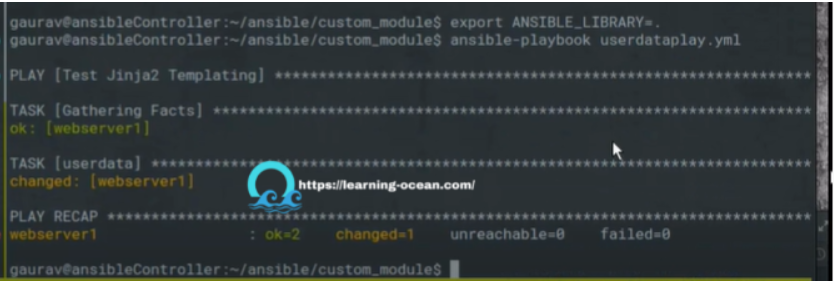 gaurav@ansibleController:~/ansible/custom_module$ export ANSIBLE_LIBRARY=.
gaurav@ansibleController:~/ansible/custom_module$ ansible-playbook userdataplay.yml
PLAY [Test Jinja2 Templating] ******************************************************
TASK [Gathering Facts] *************************************************************
ok: [webserver1]
TASK [userdata] ********************************************************************
changed: [webserver1]
https://learning-ocean.com/
PLAY RECAP *************************************************************************
webserver1 : ok=2 changed=1 unreachable=0 failed=0
gaurav@ansibleController:~/ansible/custom_module$